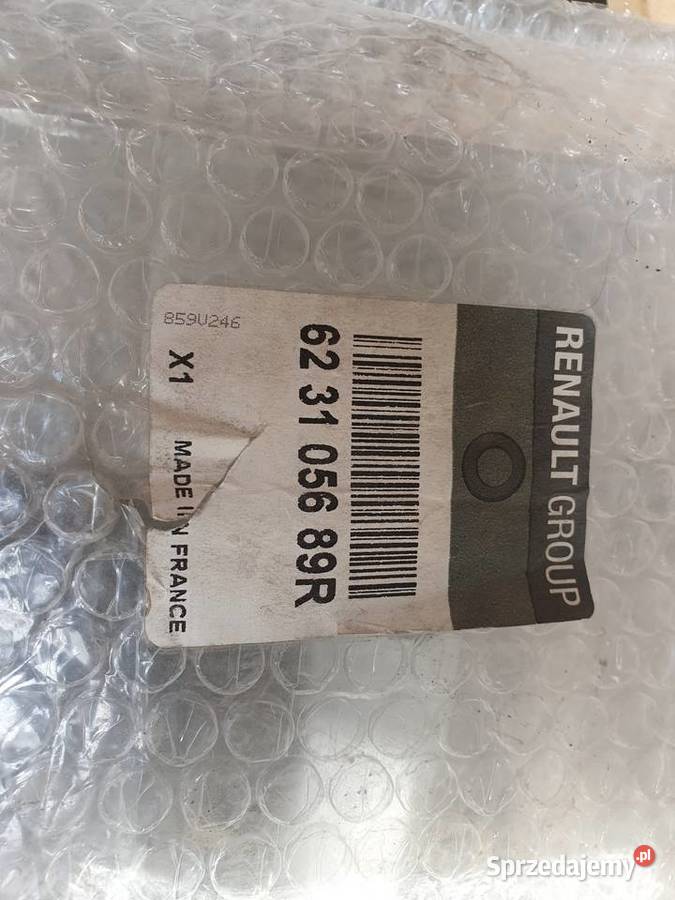 RENAULT GROUP
62 31 056 89R
X1 MADE IN FRANCE
859U246
Sprzedajemy.pl